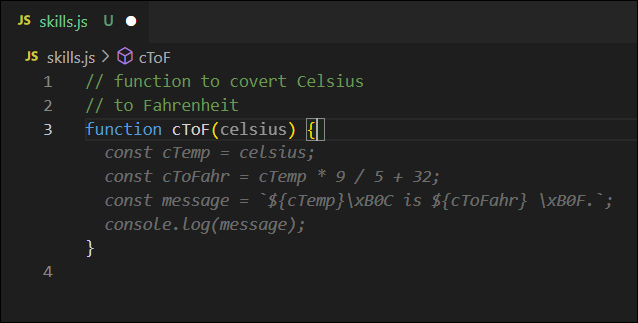 JS skills.js U
JS skills.js > cToF
1 // function to covert Celsius
2 // to Fahrenheit
3 function cToF(celsius) {
const cTemp = celsius;
const cToFahr = cTemp * 9 / 5 + 32;
const message = `${cTemp}\xB0C is ${cToFahr} \xB0F.`;
console.log(message);
}
4